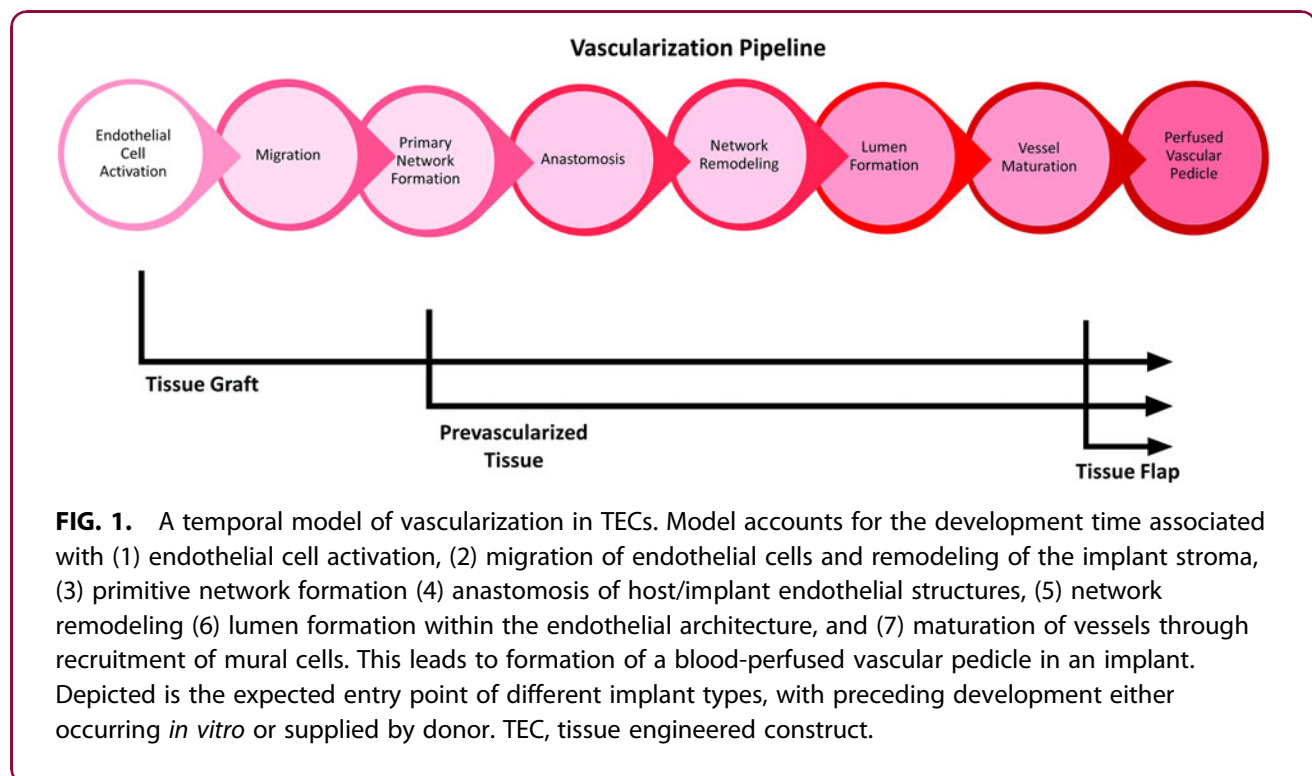 Vascularization Pipeline
Endothelial
Cell
Activation
Migration
Primary
Network
Formation
Anastomosis
Network
Remodeling
Lumen
Formation
Vessel
Maturation
Perfused
Vascular
Pedicle
Tissue Graft
Prevascularized
Tissue
Tissue Flap
FIG. 1. A temporal model of vascularization in TECs. Model accounts for the development time associated
with (1) endothelial cell activation, (2) migration of endothelial cells and remodeling of the implant stroma,
(3) primitive network formation (4) anastomosis of host/implant endothelial structures, (5) network
remodeling (6) lumen formation within the endothelial architecture, and (7) maturation of vessels through
recruitment of mural cells. This leads to formation of a blood-perfused vascular pedicle in an implant.
Depicted is the expected entry point of different implant types, with preceding development either
occurring in vitro or supplied by donor. TEC, tissue engineered construct.